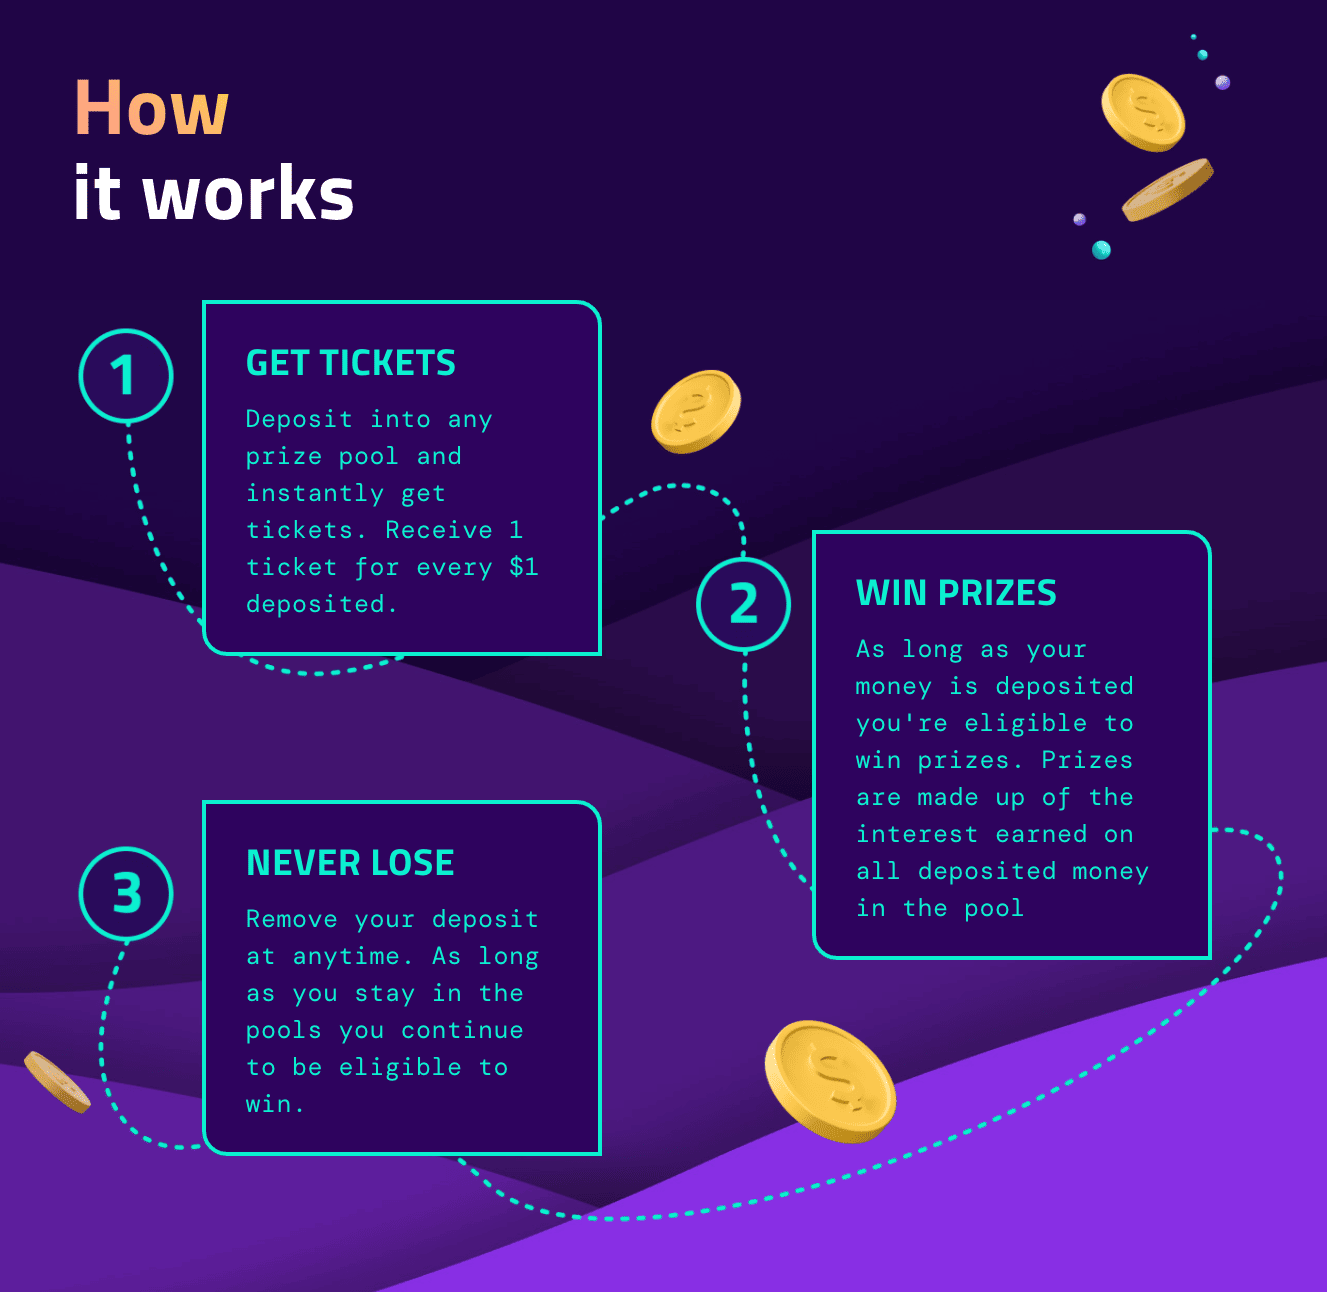 How
it works
1
GET TICKETS
Deposit into any
prize pool and
instantly get
tickets. Receive 1
ticket for every $1
deposited.
2
WIN PRIZES
As long as your
money is deposited
you're eligible to
win prizes. Prizes
are made up of the
interest earned on
all deposited money
in the pool
3
NEVER LOSE
Remove your deposit
at anytime. As long
as you stay in the
pools you continue
to be eligible to
win.